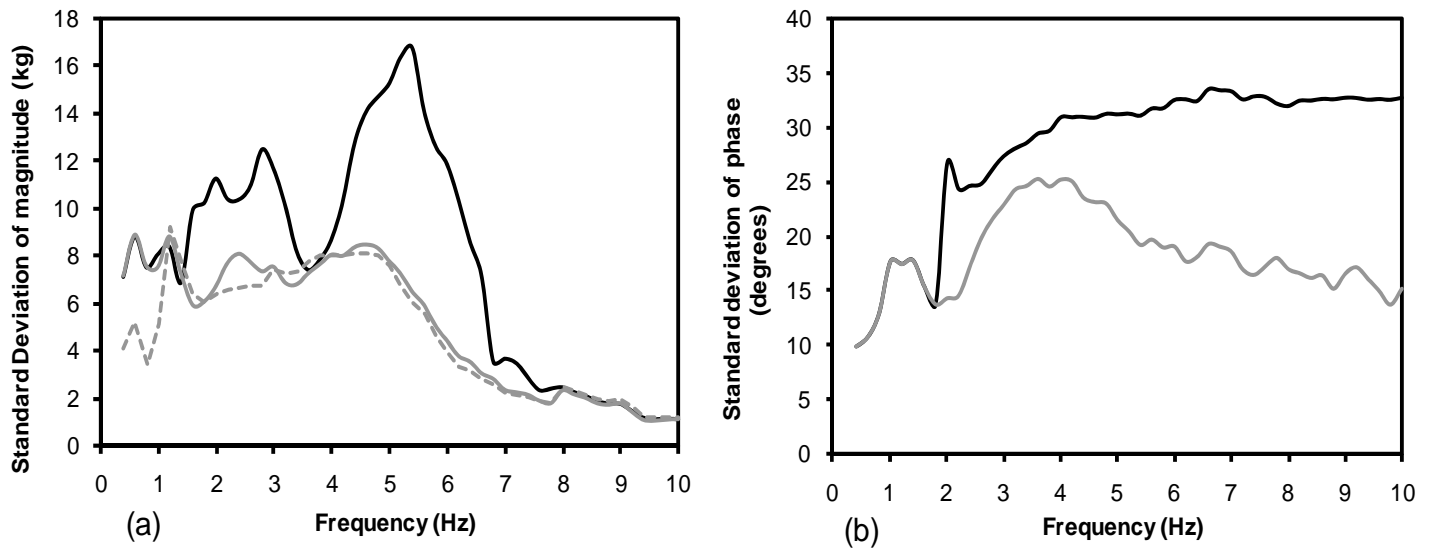 Standard Deviation of magnitude (kg)
18
16
14
12
10
8
6
4
2
0
0 1 2 3 4 5 6 7 8 9 10
Frequency (Hz)
(a)
Standard deviation of phase
(degrees)
40
35
30
25
20
15
10
5
0
0 1 2 3 4 5 6 7 8 9 10
Frequency (Hz)
(b)